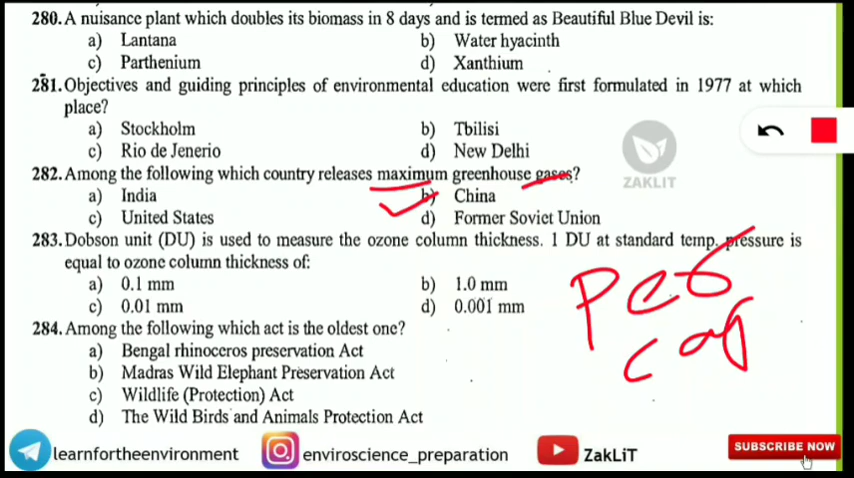 280. A nuisance plant which doubles its biomass in 8 days and is termed as Beautiful Blue Devil is:
a) Lantana b) Water hyacinth
c) Parthenium d) Xanthium
281. Objectives and guiding principles of environmental education were first formulated in 1977 at which
place?
a) Stockholm b) Tbilisi
c) Rio de Jenerio d) New Delhi
282. Among the following which country releases maximum greenhouse gases?
a) India b) China
c) United States d) Former Soviet Union
283. Dobson unit (DU) is used to measure the ozone column thickness. 1 DU at standard temp. pressure is
equal to ozone column thickness of:
a) 0.1 mm b) 1.0 mm
c) 0.01 mm d) 0.001 mm
284. Among the following which act is the oldest one?
a) Bengal rhinoceros preservation Act
b) Madras Wild Elephant Preservation Act
c) Wildlife (Protection) Act
d) The Wild Birds and Animals Protection Act
ZAKLIT
learnfortheenvironment enviroscience_preparation ZakLiT SUBSCRIBE NOW